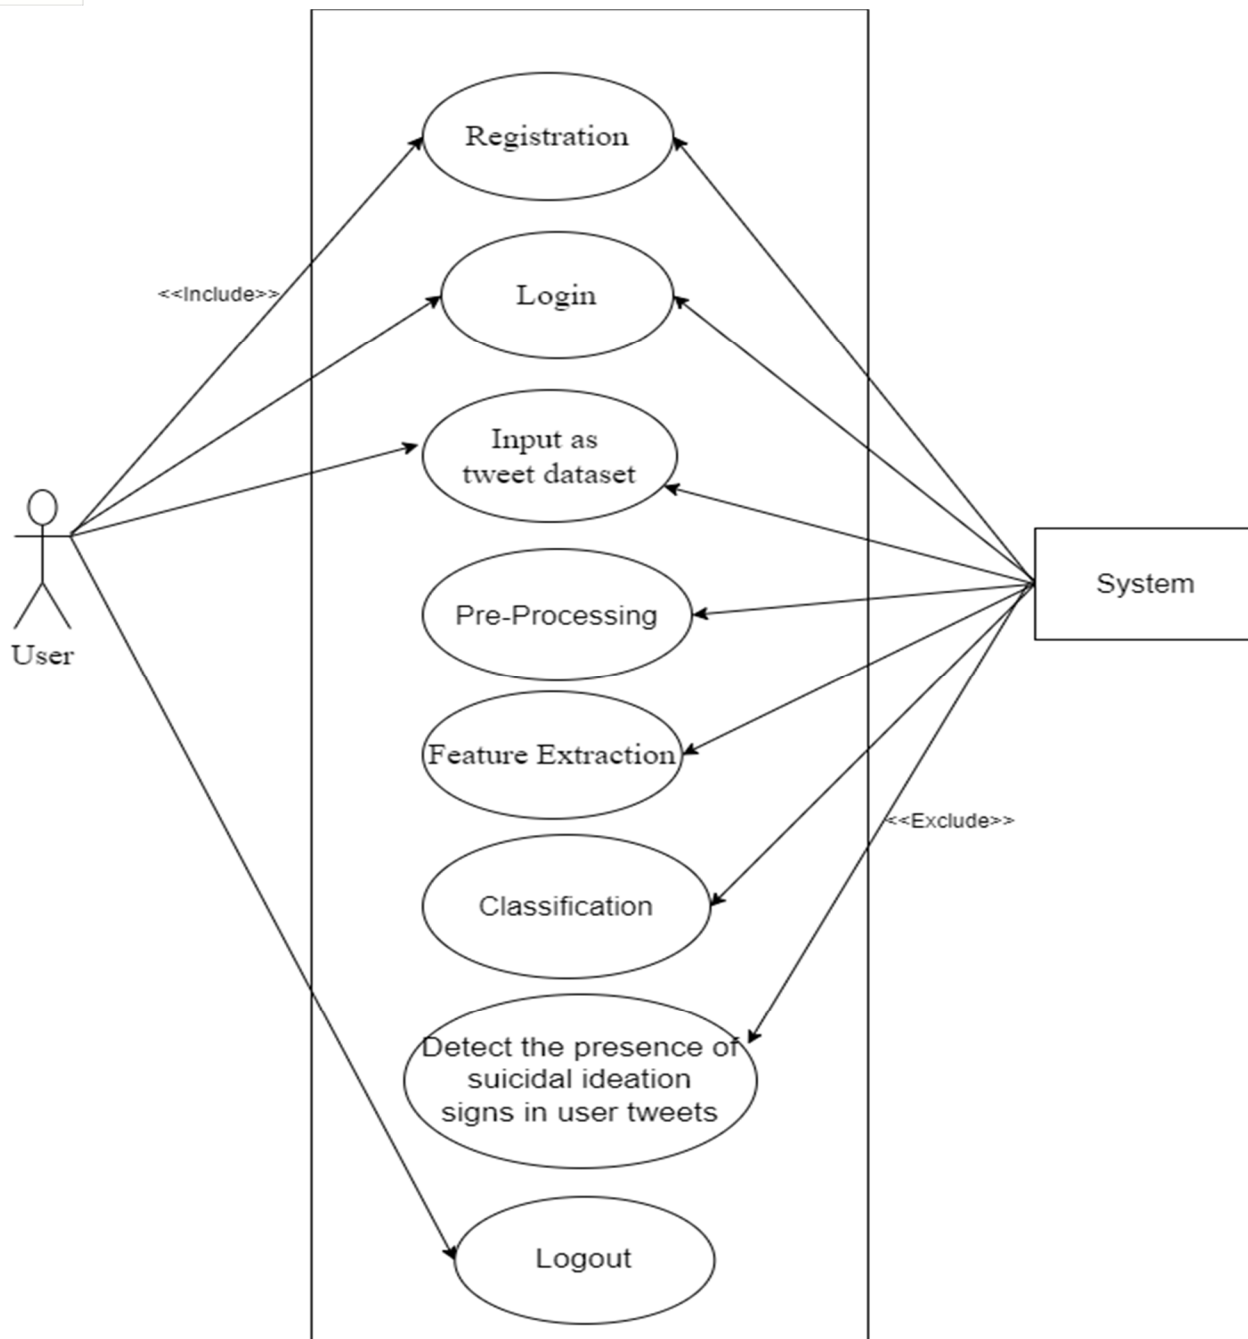 Registration
<<Include>>
Login
Input as
tweet dataset
System
Pre-Processing
User
Feature Extraction
<<Exclude>>
Classification
Detect the presence of
suicidal ideation
signs in user tweets
Logout